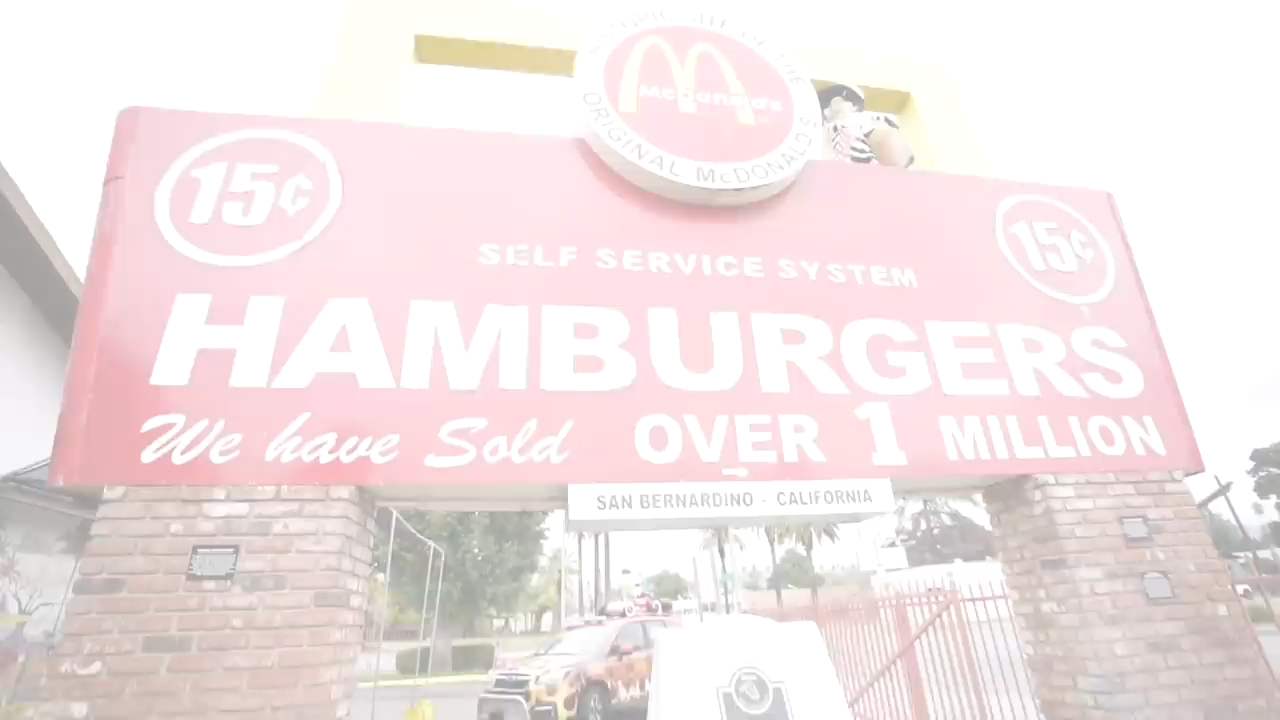 HISTORIC SITE OF THE
McDonald's
ORIGINAL McDONALD'S
15¢
15¢
SELF SERVICE SYSTEM
HAMBURGERS
We have Sold OVER 1 MILLION
SAN BERNARDINO - CALIFORNIA